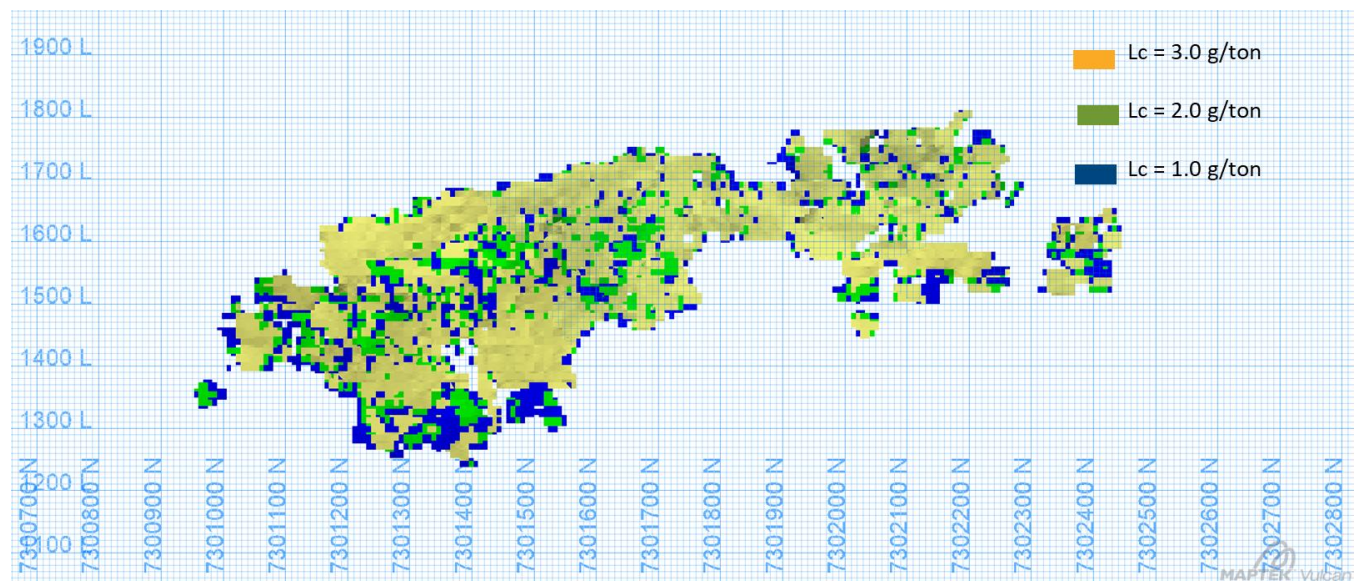 1900 L
Lc = 3.0 g/ton
1800 L
Lc = 2.0 g/ton
1700 L
Lc = 1.0 g/ton
1600 L
1500 L
1400 L
1300 L
1200 L
1100 L
7300700 N
7300800 N
7300900 N
7301000 N
7301100 N
7301200 N
7301300 N
7301400 N
7301500 N
7301600 N
7301700 N
7301800 N
7301900 N
7302000 N
7302100 N
7302200 N
7302300 N
7302400 N
7302500 N
7302600 N
7302700 N
7302800 N
MAPTEK Vulcan